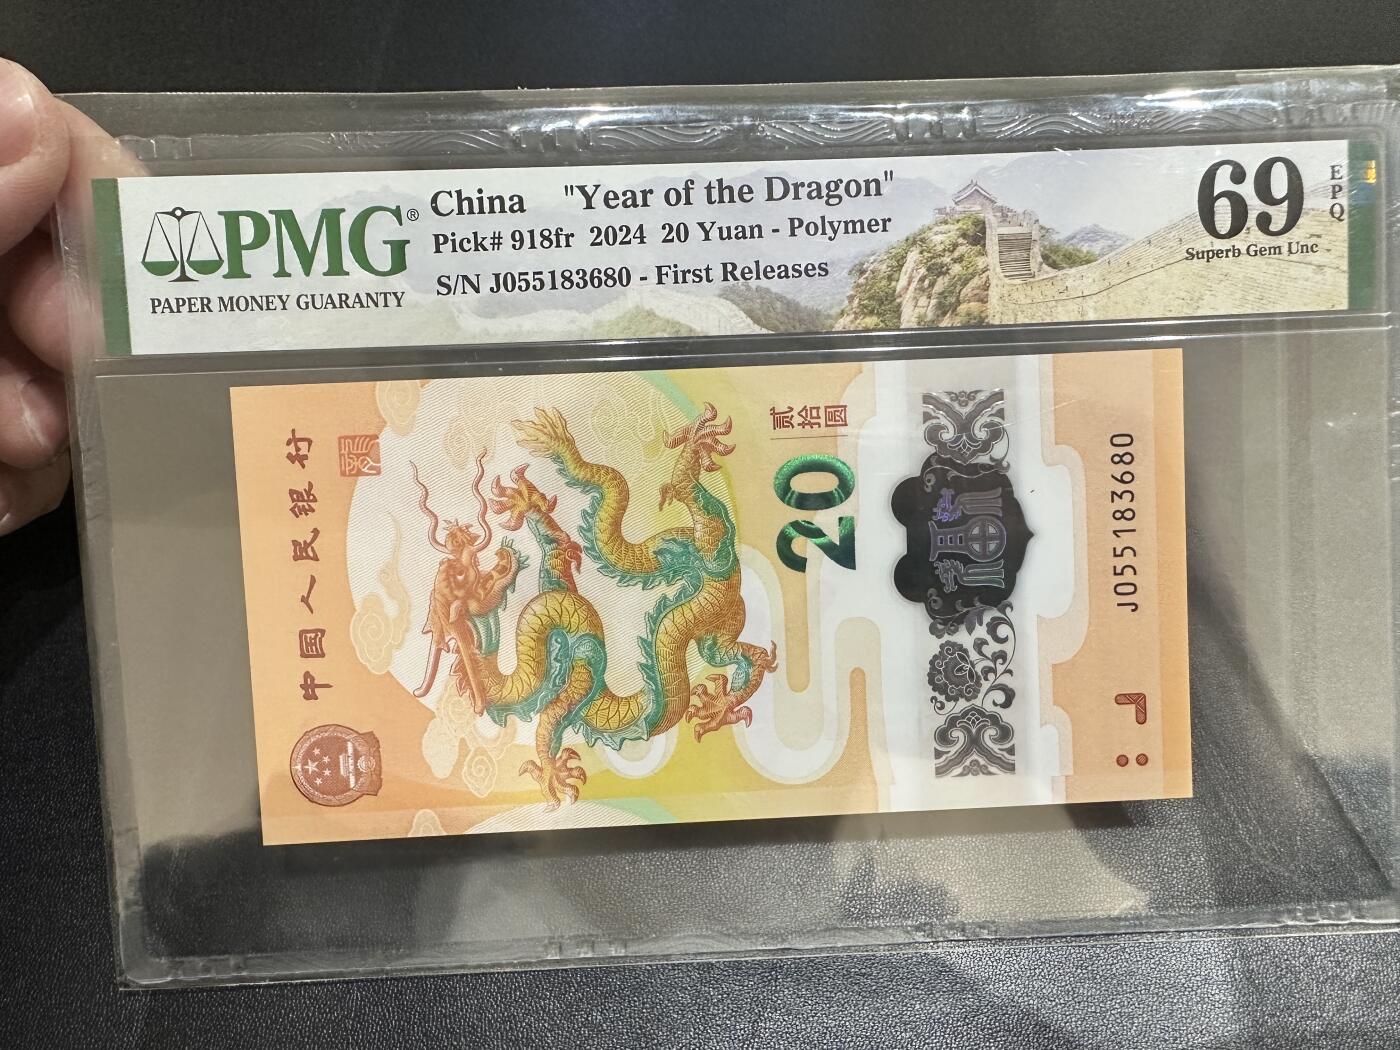 PMG®
PAPER MONEY GUARANTY
China "Year of the Dragon"
Pick# 918fr 2024 20 Yuan - Polymer
S/N J055183680 - First Releases
69
EPQ
Superb Gem Unc
中国人民银行
贰拾圆
20
J055183680